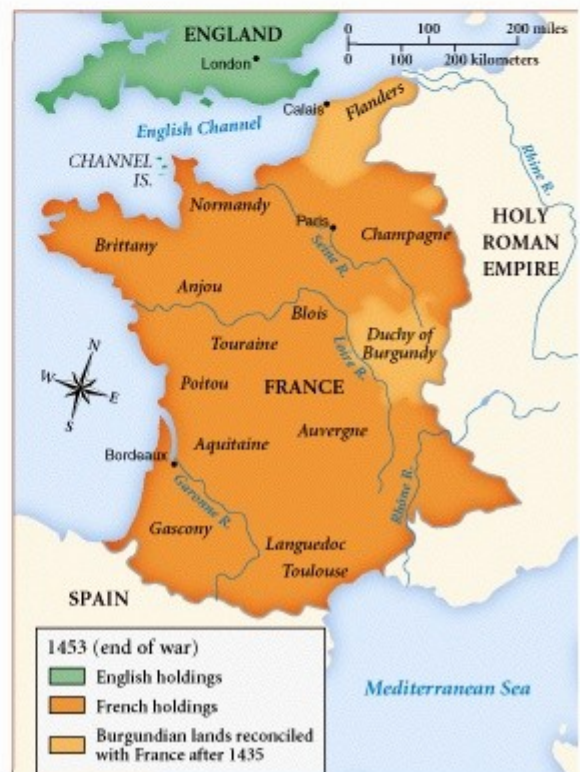 ENGLAND
London
0 100 200 miles
0 100 200 kilometers
Calais
Flanders
English Channel
CHANNEL
IS.
Rhine R.
Normandy
Paris
Seine R.
Champagne
HOLY
ROMAN
EMPIRE
Brittany
Anjou
Blois
Duchy of
Burgundy
Touraine
Loire R.
N
W
E
S
Poitou
FRANCE
Auvergne
Aquitaine
Bordeaux
Garonne R.
Rhône R.
Gascony
Languedoc
Toulouse
SPAIN
Mediterranean Sea
1453 (end of war)
English holdings
French holdings
Burgundian lands reconciled
with France after 1435